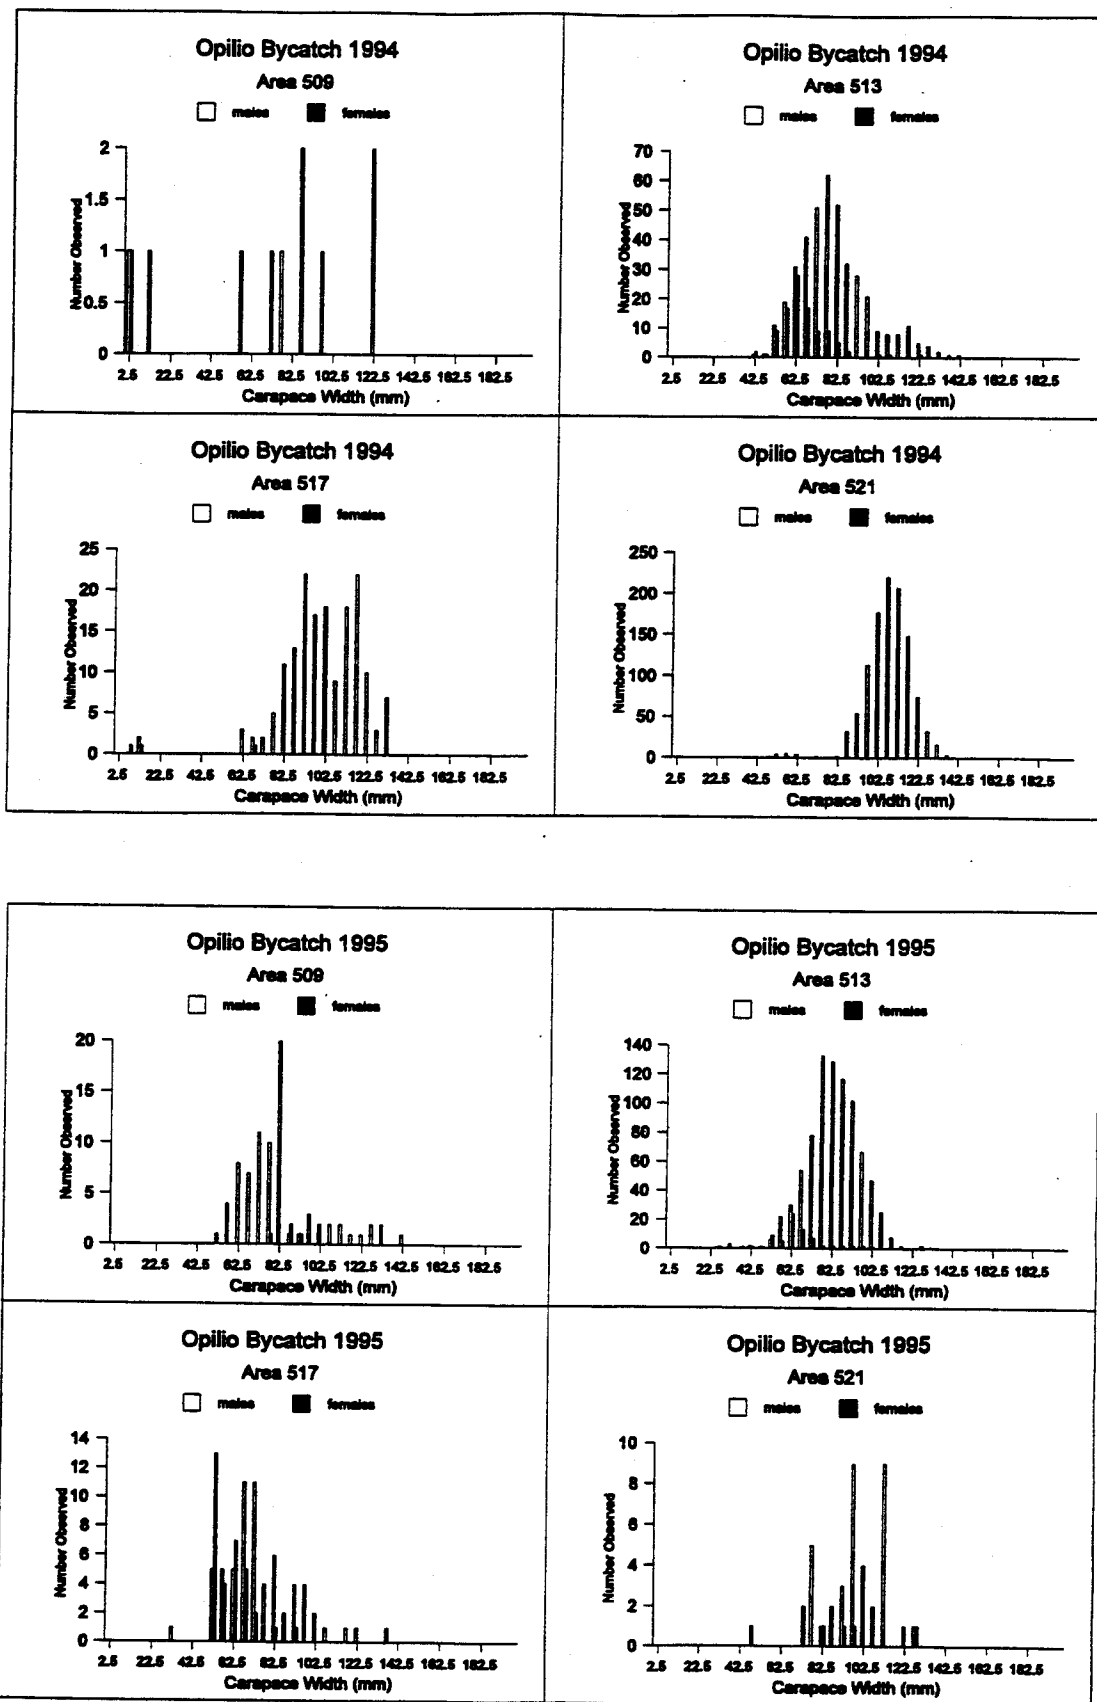 Opilio Bycatch 1994
Area 509
males females
2
1.5
1
0.5
0
Number Observed
2.5 22.5 42.5 62.5 82.5 102.5 122.5 142.5 162.5 182.5
Carapace Width (mm)
Opilio Bycatch 1994
Area 513
males females
70
60
50
40
30
20
10
0
Number Observed
2.5 22.5 42.5 62.5 82.5 102.5 122.5 142.5 162.5 182.5
Carapace Width (mm)
Opilio Bycatch 1994
Area 517
males females
25
20
15
10
5
0
Number Observed
2.5 22.5 42.5 62.5 82.5 102.5 122.5 142.5 162.5 182.5
Carapace Width (mm)
Opilio Bycatch 1994
Area 521
males females
250
200
150
100
50
0
Number Observed
2.5 22.5 42.5 62.5 82.5 102.5 122.5 142.5 162.5 182.5
Carapace Width (mm)
Opilio Bycatch 1995
Area 509
males females
20
15
10
5
0
Number Observed
2.5 22.5 42.5 62.5 82.5 102.5 122.5 142.5 162.5 182.5
Carapace Width (mm)
Opilio Bycatch 1995
Area 513
males females
140
120
100
80
60
40
20
0
Number Observed
2.5 22.5 42.5 62.5 82.5 102.5 122.5 142.5 162.5 182.5
Carapace Width (mm)
Opilio Bycatch 1995
Area 517
males females
14
12
10
8
6
4
2
0
Number Observed
2.5 22.5 42.5 62.5 82.5 102.5 122.5 142.5 162.5 182.5
Carapace Width (mm)
Opilio Bycatch 1995
Area 521
males females
10
8
6
4
2
0
Number Observed
2.5 22.5 42.5 62.5 82.5 102.5 122.5 142.5 162.5 182.5
Carapace Width (mm)